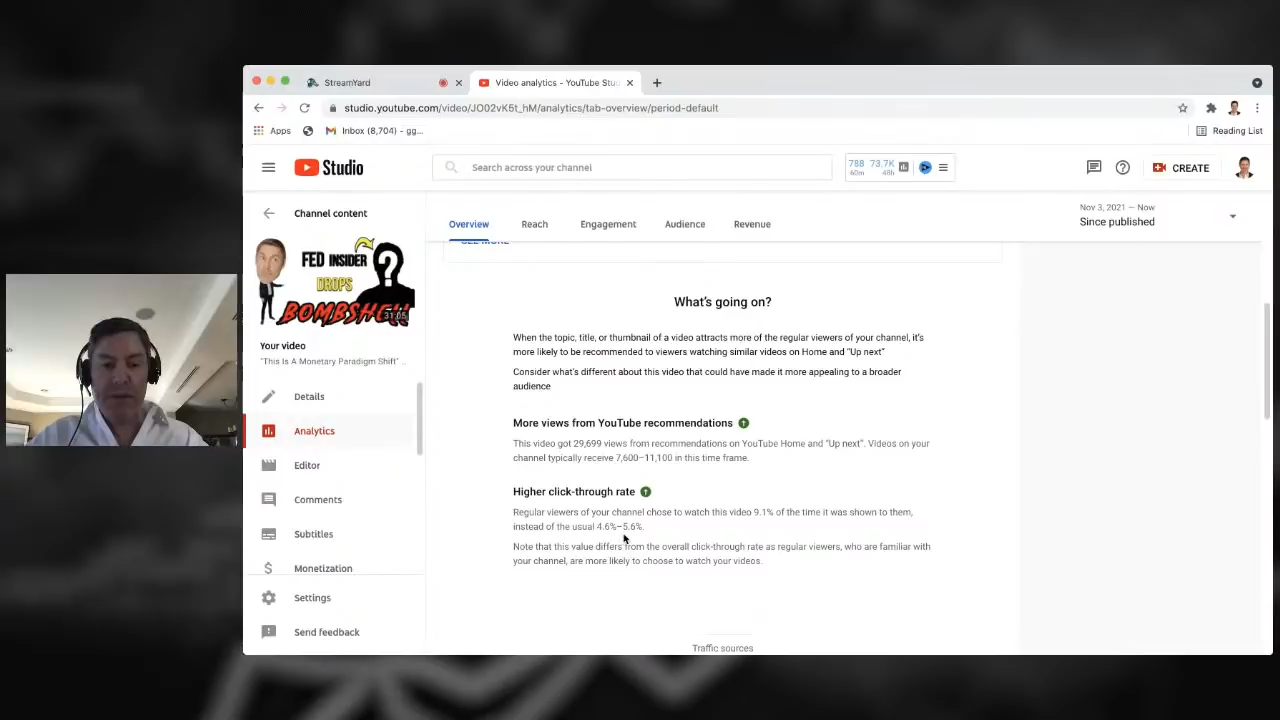 StreamYard
Video analytics - YouTube Stu
studio.youtube.com/video/JO02vK5t_hM/analytics/tab-overview/period-default
Apps
Inbox (8,704) - gg...
Reading List
Studio
Search across your channel
788 73.7K
60m 48h
CREATE
Channel content
Overview
Reach
Engagement
Audience
Revenue
Nov 3, 2021 – Now
Since published
SEE MORE
FED INSIDER
DROPS
BOMBSHELL
31:05
Your video
"This Is A Monetary Paradigm Shift" ..
Details
Analytics
Editor
Comments
Subtitles
Monetization
Settings
Send feedback
What's going on?
When the topic, title, or thumbnail of a video attracts more of the regular viewers of your channel, it's
more likely to be recommended to viewers watching similar videos on Home and "Up next"
Consider what's different about this video that could have made it more appealing to a broader
audience
More views from YouTube recommendations
This video got 29,699 views from recommendations on YouTube Home and "Up next". Videos on your
channel typically receive 7,600–11,100 in this time frame.
Higher click-through rate
Regular viewers of your channel chose to watch this video 9.1% of the time it was shown to them,
instead of the usual 4.6%–5.6%.
Note that this value differs from the overall click-through rate as regular viewers, who are familiar with
your channel, are more likely to choose to watch your videos.
Traffic sources